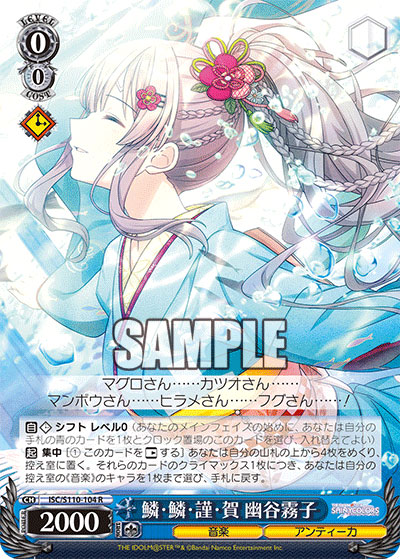 LEVEL
0
0
COST
SAMPLE
マグロさん……カツオさん……
マンボウさん……ヒラメさん……フグさん……!
自 シフト レベル0 (あなたのメインフェイズの始めに、あなたは自分の
手札の青のカードを1枚とクロック置場のこのカードを選び、入れ替えてよい)
起 集中 [① このカードを する] あなたは自分の山札の上から4枚をめくり、
控え室に置く。それらのカードのクライマックス1枚につき、あなたは自分の
控え室の《音楽》のキャラを1枚まで選び、手札に戻す。
CH ISC/S110-104 R
POWER
2000
鱗・鱗・謹・賀 幽谷霧子
THE IDOLM@STER
SHINYCOLORS
音楽
アンティーカ
THE IDOLM@STER™& ©Bandai Namco Entertainment Inc.